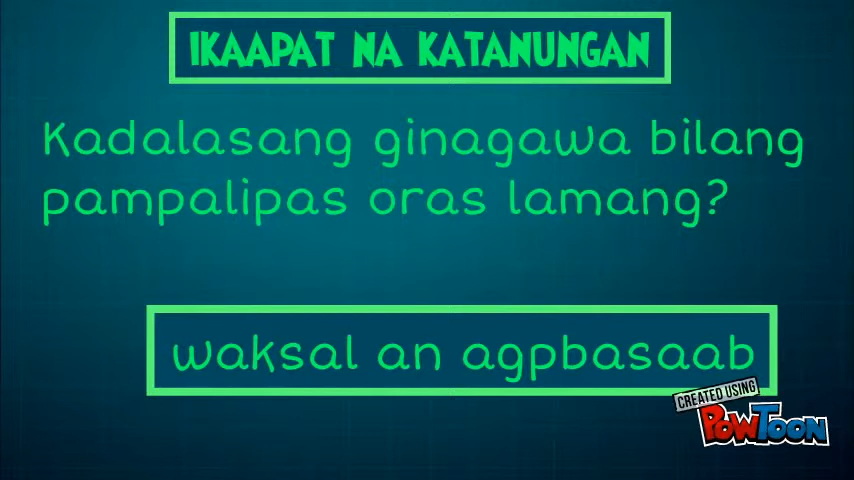 IKAAPAT NA KATANUNGAN
Kadalasang ginagawa bilang
pampalipas oras lamang?
waksal an agpbasaab
CREATED USING
POWTOON